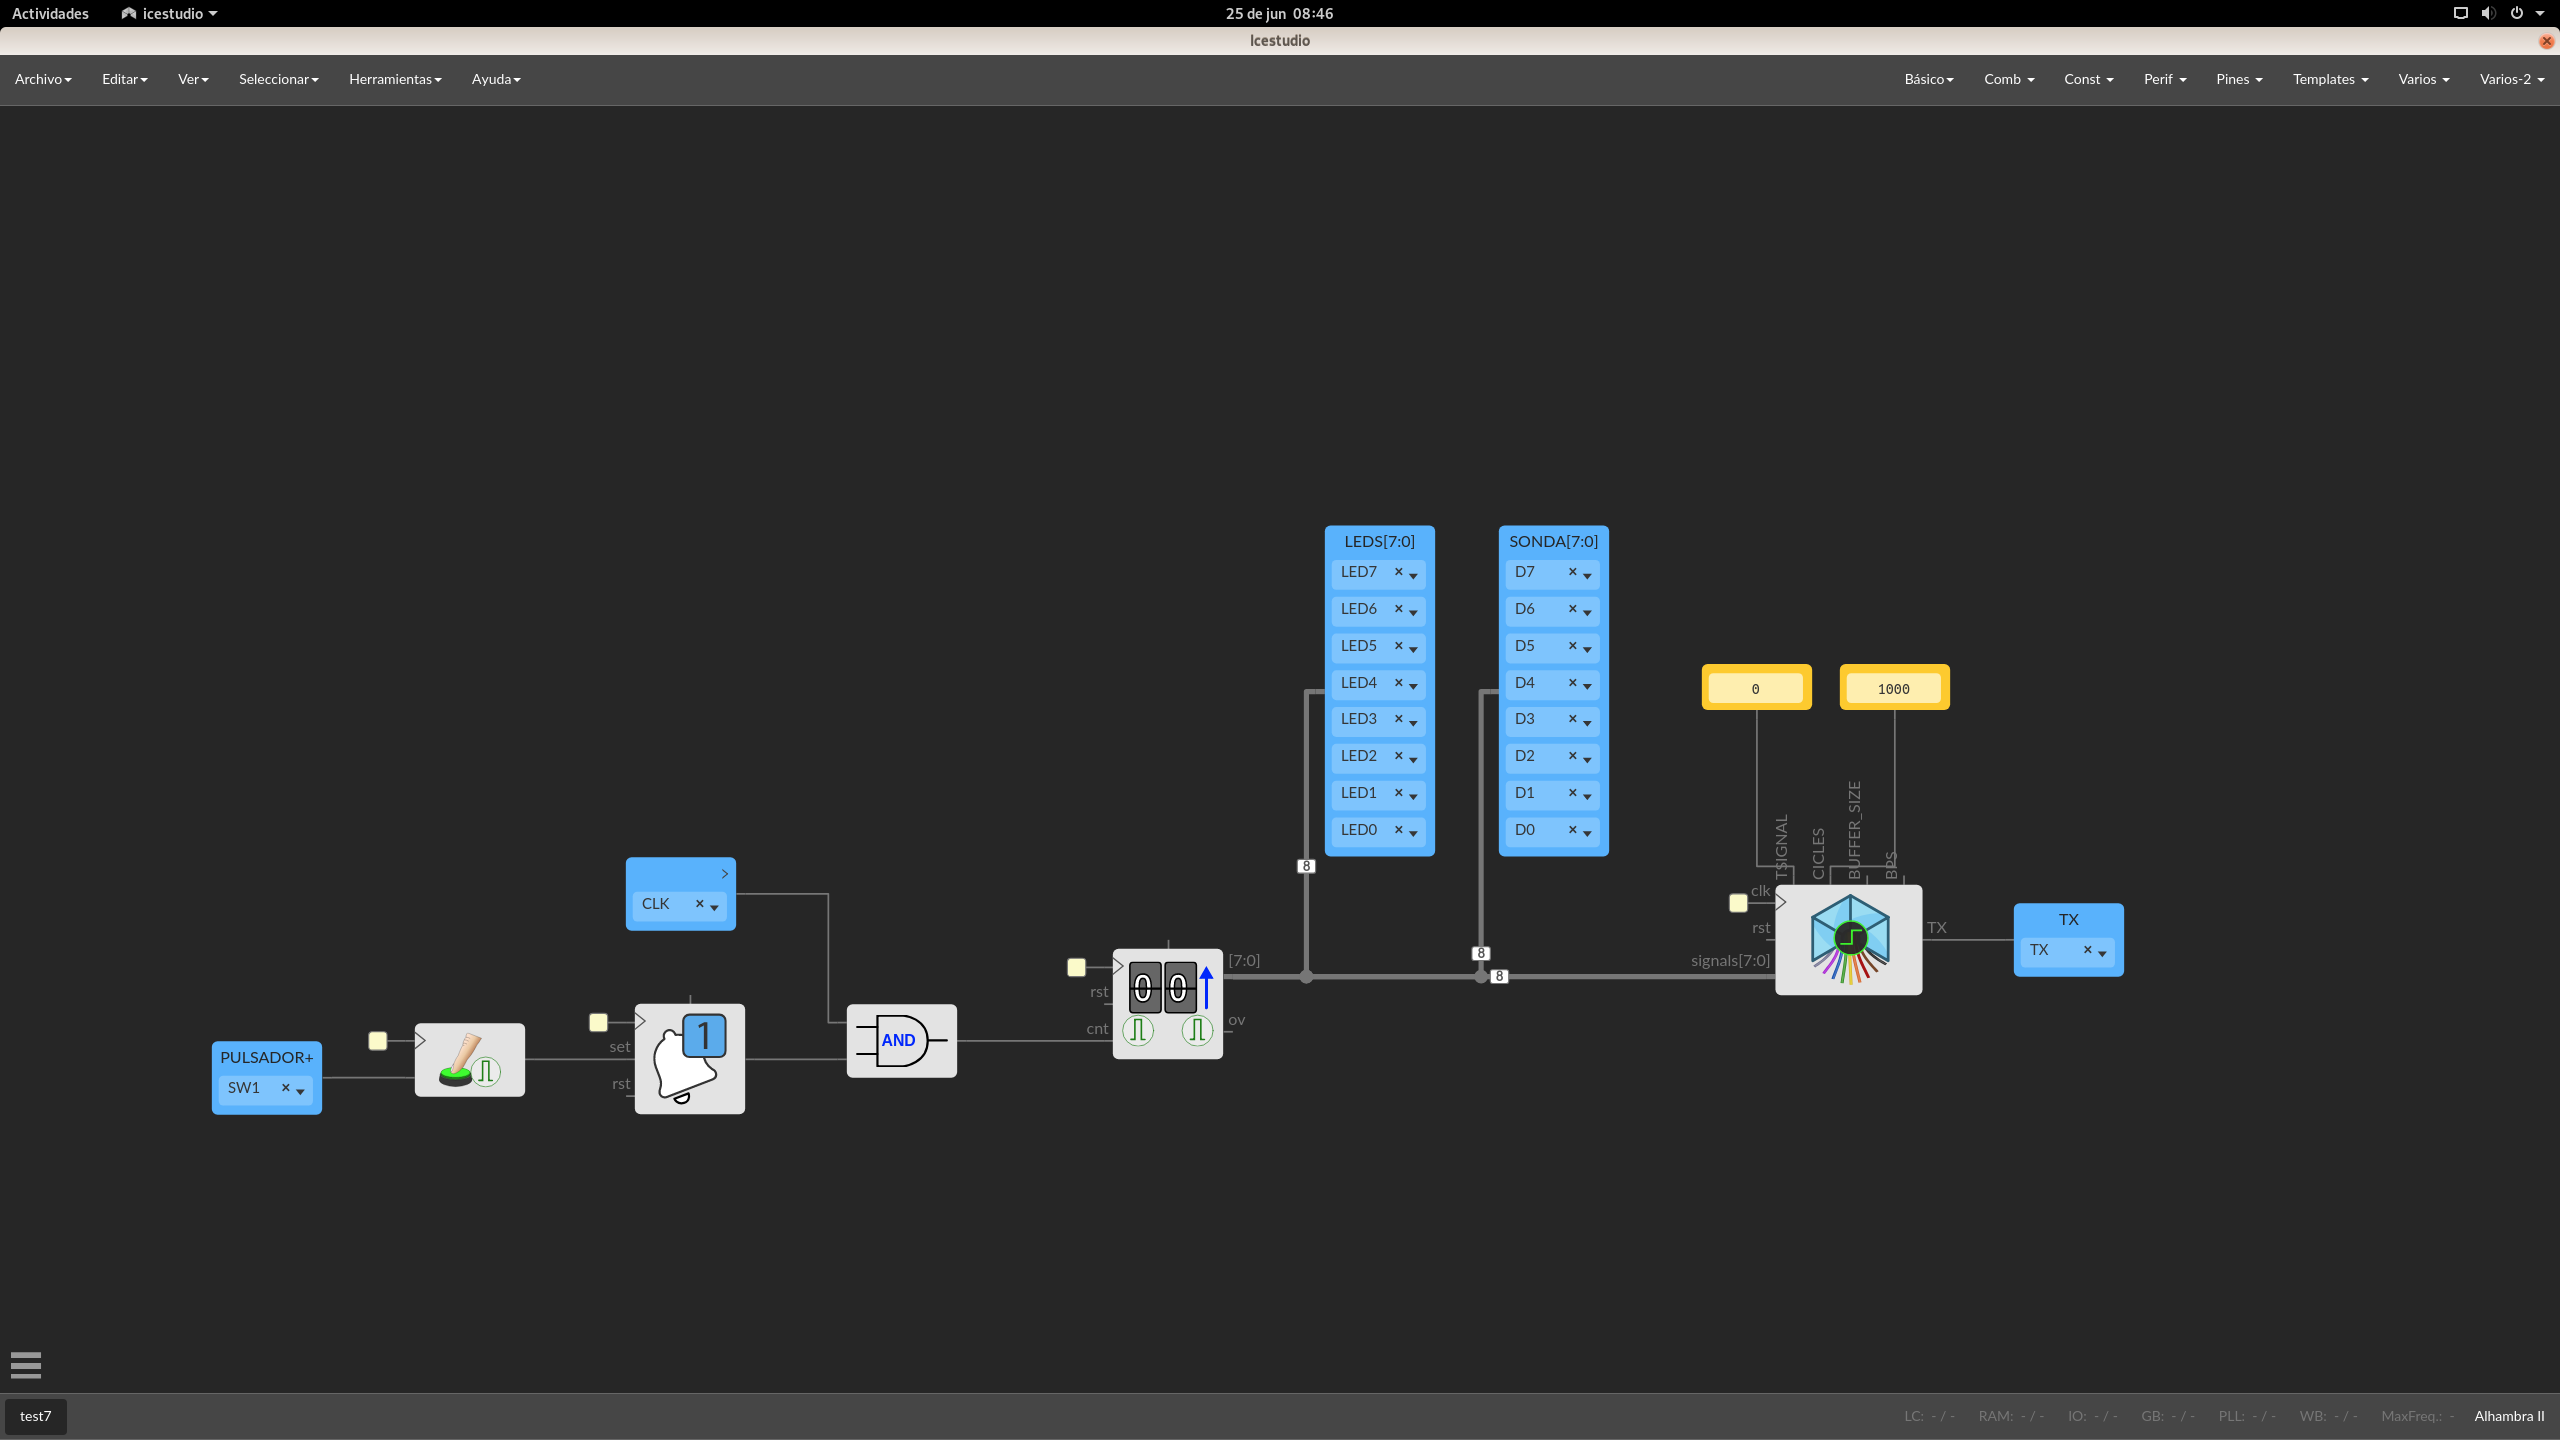 Actividades icestudio 25 de jun 08:46
Icestudio
Archivo Editar Ver Seleccionar Herramientas Ayuda Básico Comb Const Perif Pines Templates Varios Varios-2
LEDS[7:0] SONDA[7:0]
LED7 × D7 ×
LED6 × D6 ×
LED5 × D5 ×
LED4 × D4 ×
0 1000
LED3 × D3 ×
LED2 × D2 ×
LED1 × D1 ×
LED0 × D0 ×
TSIGNAL
CICLES
BUFFER_SIZE
BPS
8
CLK ×
clk
rst
signals[7:0]
TX
TX
TX ×
8
8
[7:0]
rst
cnt
ov
00
set
rst
1
AND
PULSADOR+
SW1 ×
test7 LC: - / - RAM: - / - IO: - / - GB: - / - PLL: - / - WB: - / - MaxFreq.: - Alhambra II